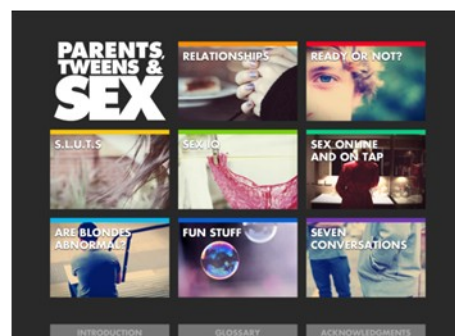 PARENTS,
TWEENS &
SEX
RELATIONSHIPS
READY OR NOT?
S.L.U.T.S
SEX IQ
SEX ONLINE
AND ON TAP
ARE BLONDES
ABNORMAL?
FUN STUFF
SEVEN
CONVERSATIONS
INTRODUCTION
GLOSSARY
ACKNOWLEDGMENTS